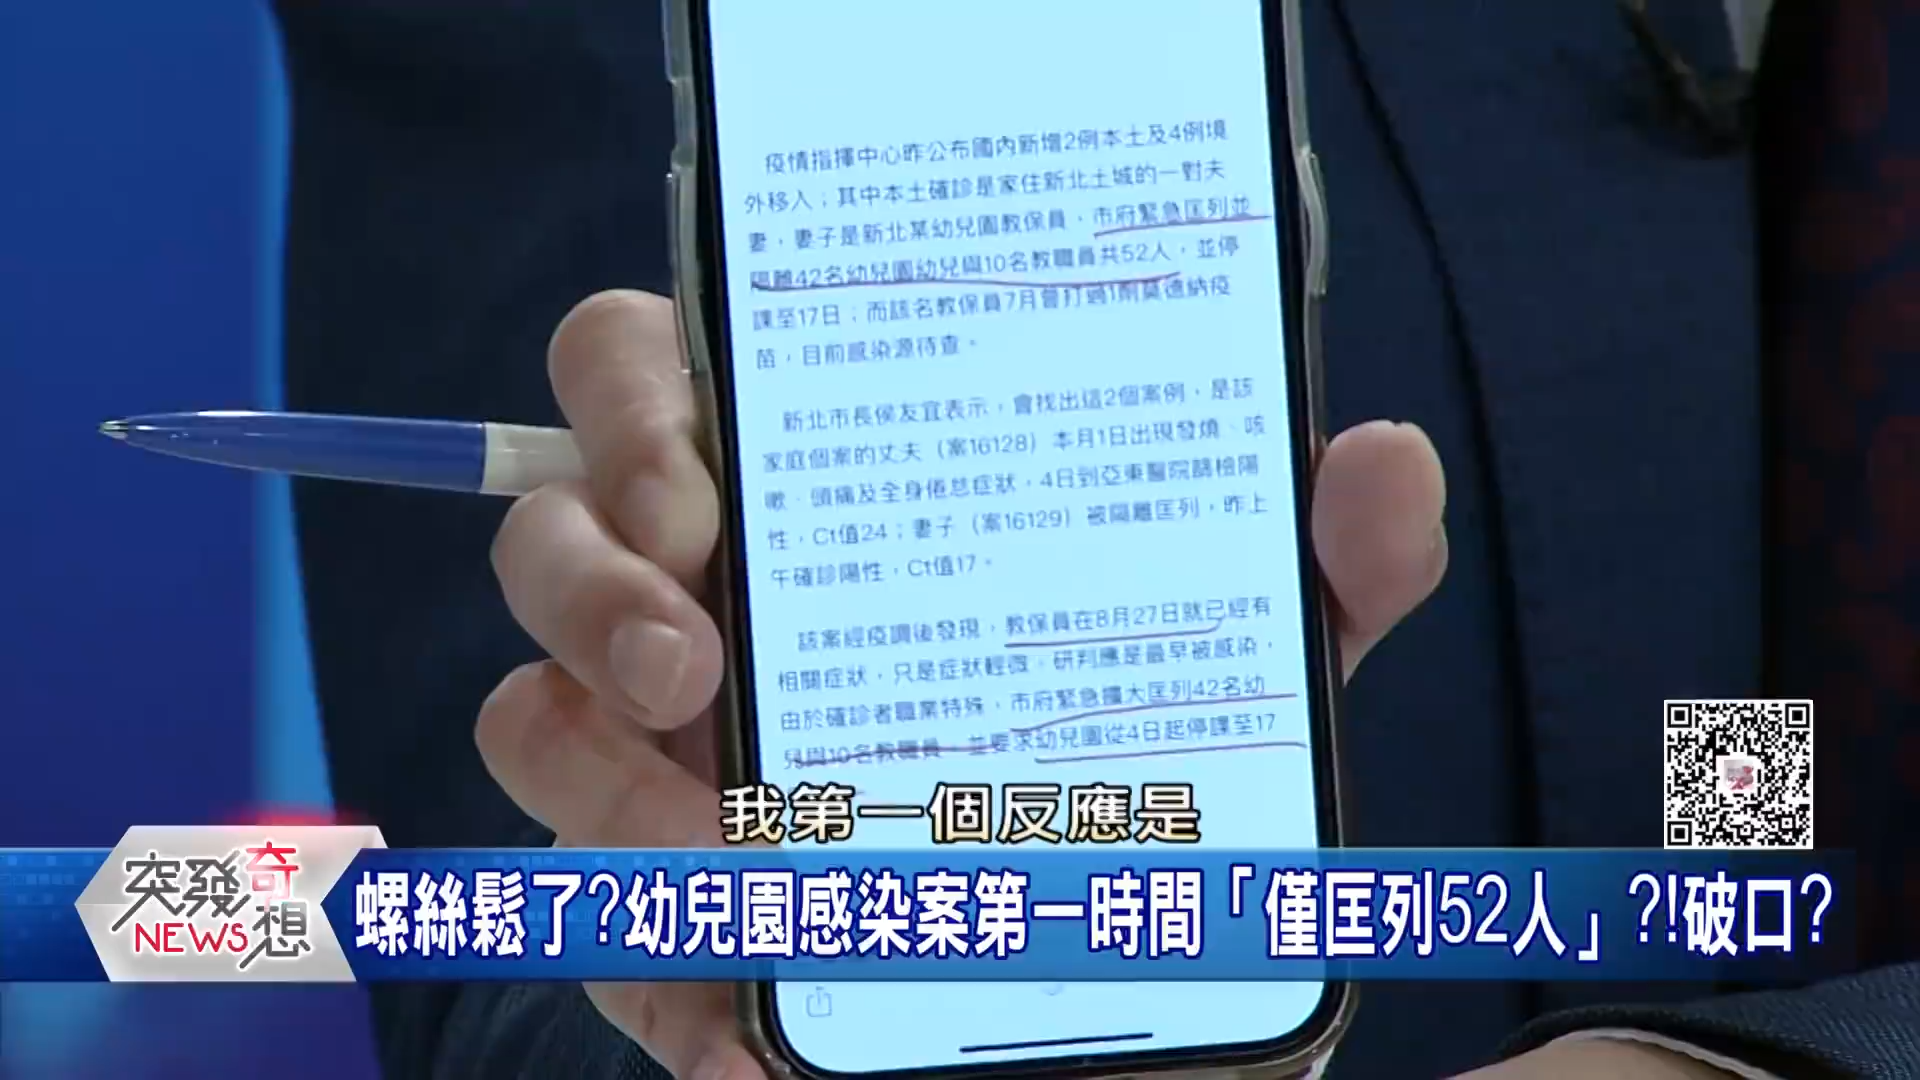 疫情指揮中心昨公布國內新增2例本土及4例境
外移入；其中本土確診是家住新北土城的一對夫
妻，妻子是新北某幼兒園教保員，市府緊急匡列並
隔離42名幼兒園幼兒與10名教職員共52人，並停
課至17日；而該名教保員7月曾打過1劑莫德納疫
苗，目前感染源待查。
新北市長侯友宜表示，會找出這2個案例，是該
家庭個案的丈夫（案16128）本月1日出現發燒、咳
嗽、頭痛及全身倦怠症狀，4日到亞東醫院篩檢陽
性，Ct值24；妻子（案16129）被隔離匡列，昨上
午確診陽性，Ct值17。
該案經疫調後發現，教保員在8月27日就已經有
相關症狀，只是症狀輕微，研判應是最早被感染，
由於確診者職業特殊，市府緊急擴大匡列42名幼
兒與10名教職員，並要求幼兒園從4日起停課至17
我第一個反應是
突發奇想
NEWS
螺絲鬆了?幼兒園感染案第一時間「僅匡列52人」?!破口?